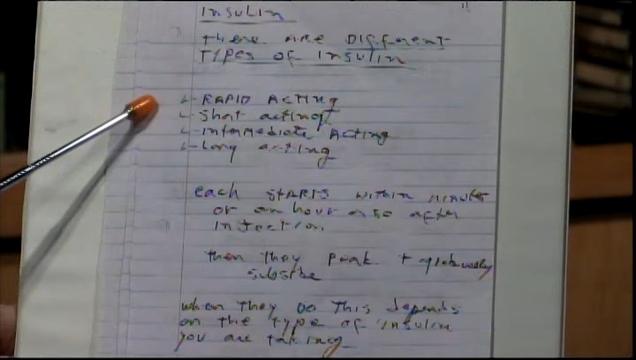 INSULIN
There are DIFFERENT
TYPES OF INSULIN
- RAPID ACTING
- Short acting
- Intermediate Acting
- Long acting
each STARTS WITHIN MINUTES
or an hour or so after
injection.
then they peak +
subside
when they Do This depends
on the type of insulin
you are taking